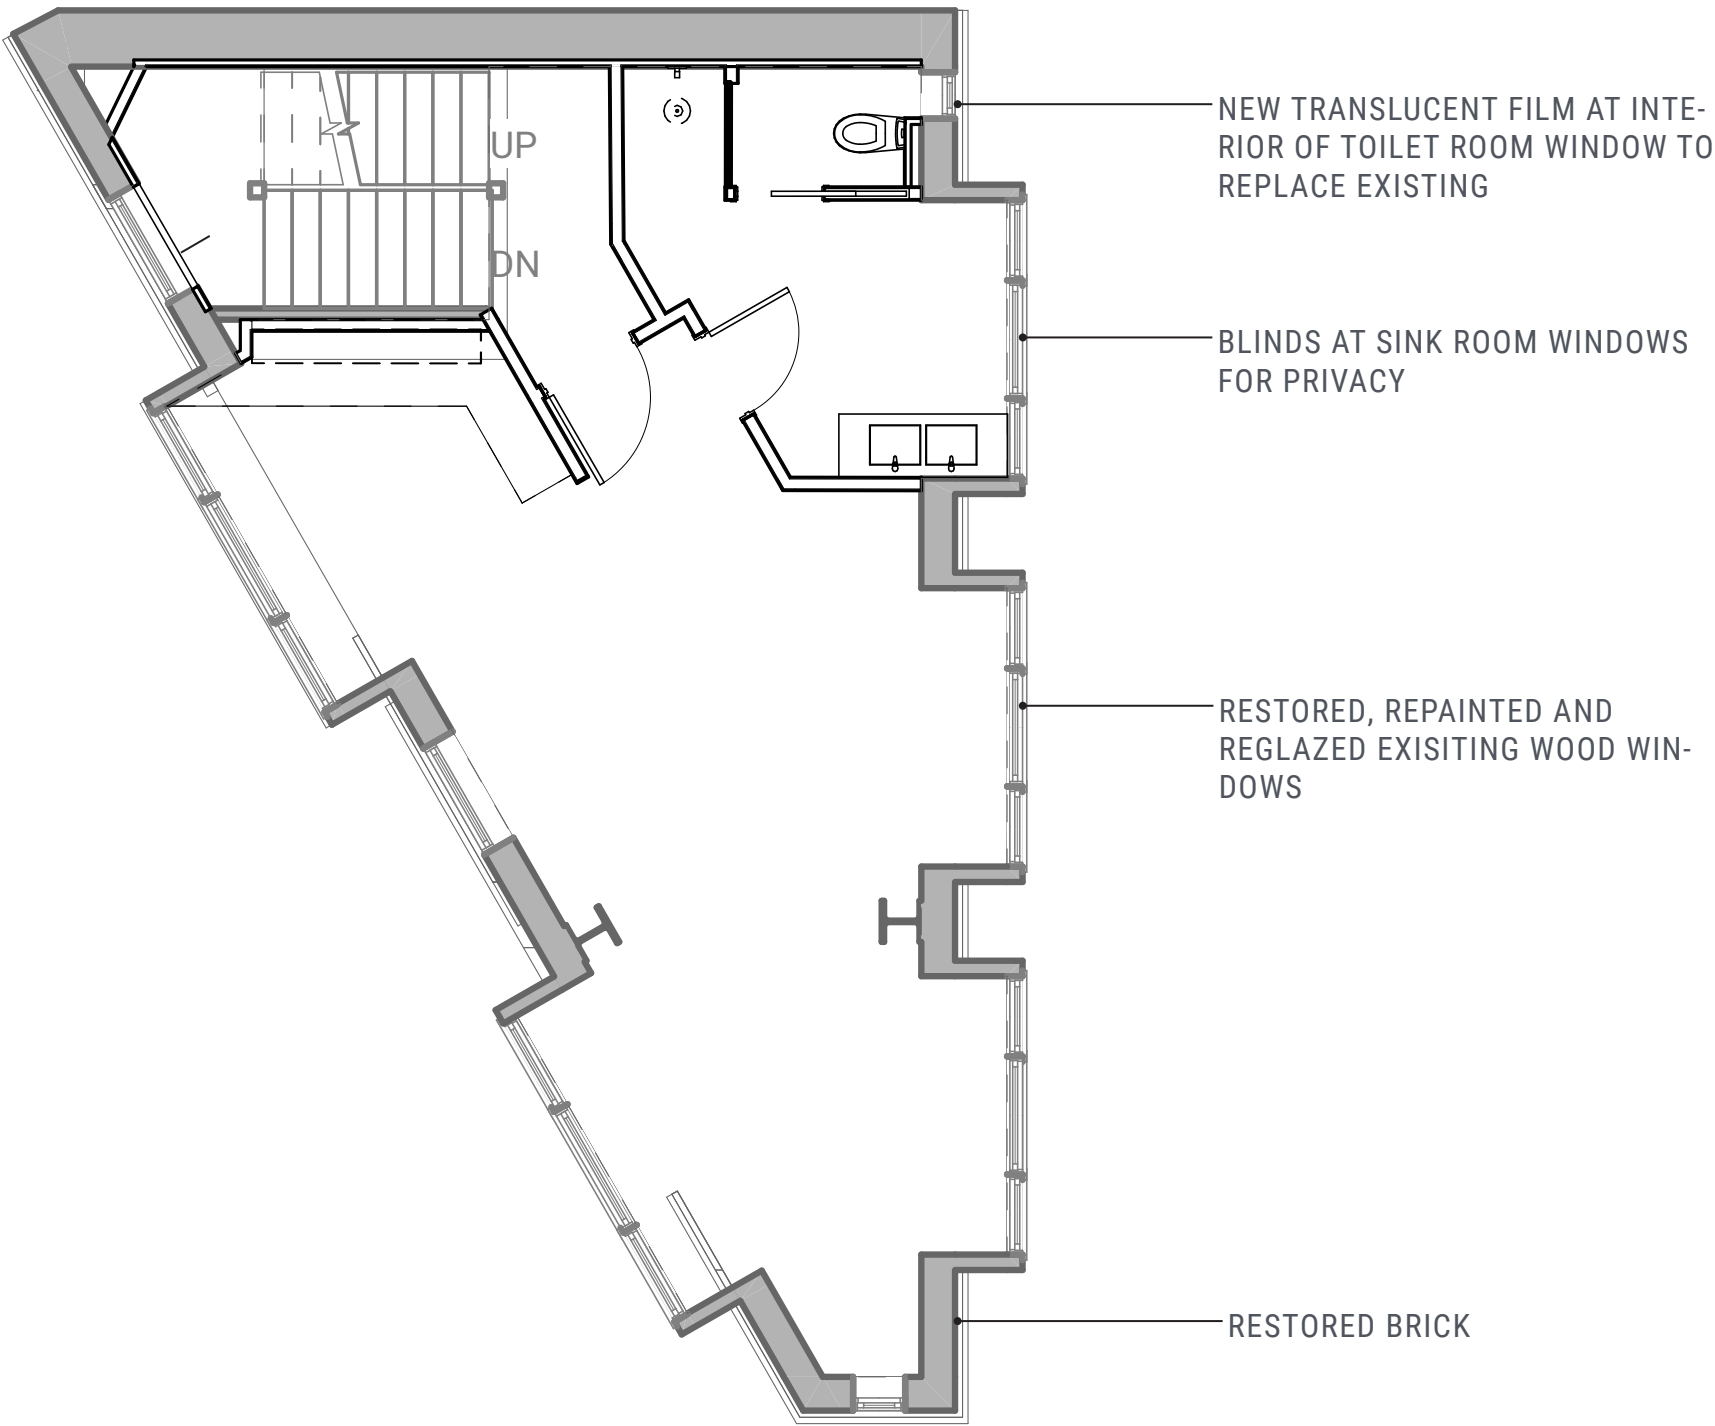 UP
DN
NEW TRANSLUCENT FILM AT INTE-
RIOR OF TOILET ROOM WINDOW TO
REPLACE EXISTING
BLINDS AT SINK ROOM WINDOWS
FOR PRIVACY
RESTORED, REPAINTED AND
REGLAZED EXISITING WOOD WIN-
DOWS
RESTORED BRICK